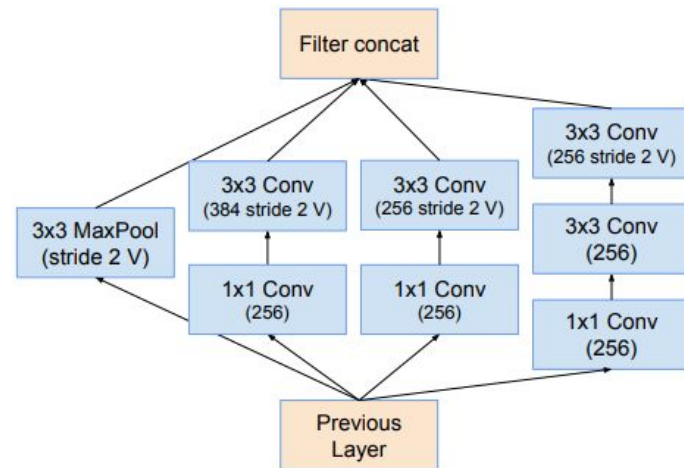 Filter concat
3x3 Conv
(256 stride 2 V)
3x3 Conv
(384 stride 2 V)
3x3 Conv
(256 stride 2 V)
3x3 MaxPool
(stride 2 V)
3x3 Conv
(256)
1x1 Conv
(256)
1x1 Conv
(256)
1x1 Conv
(256)
Previous
Layer